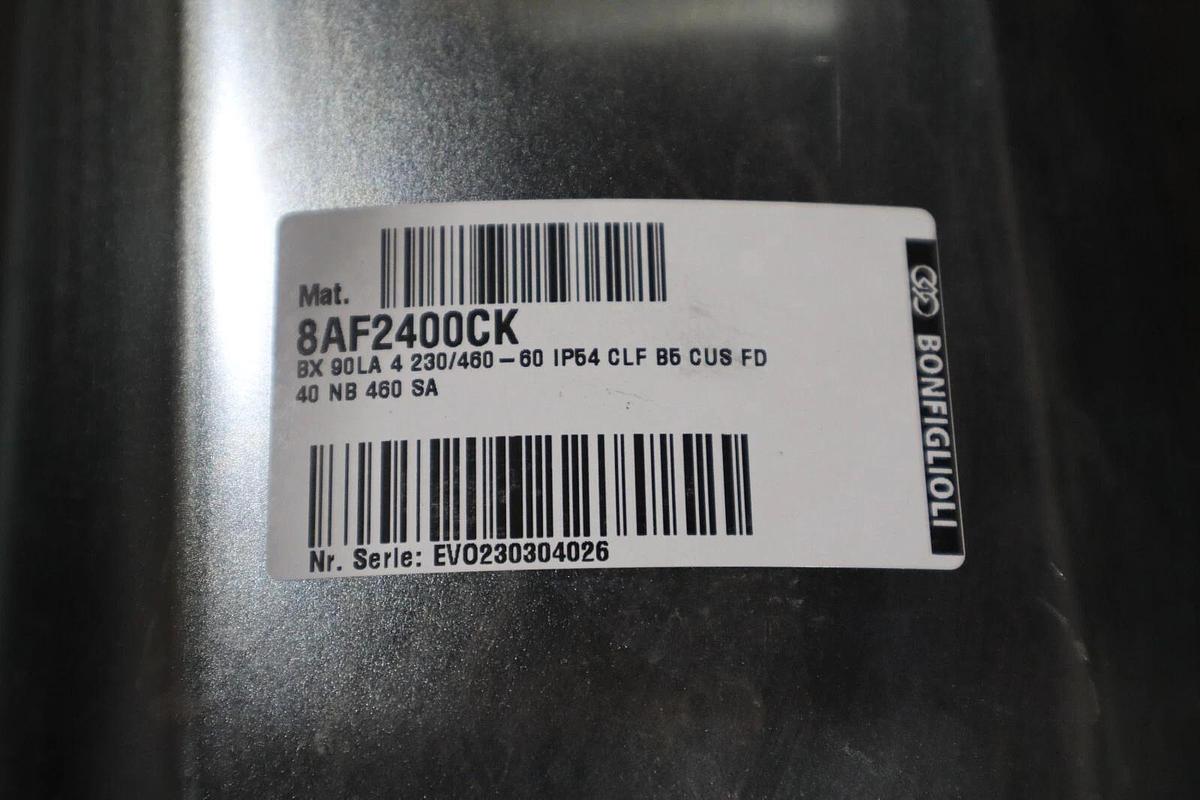 Mat.
8AF2400CK
BX 90LA 4 230/460-60 IP54 CLF B5 CUS FD
40 NB 460 SA
Nr. Serie: EVO230304026
BONFIGLIOLI